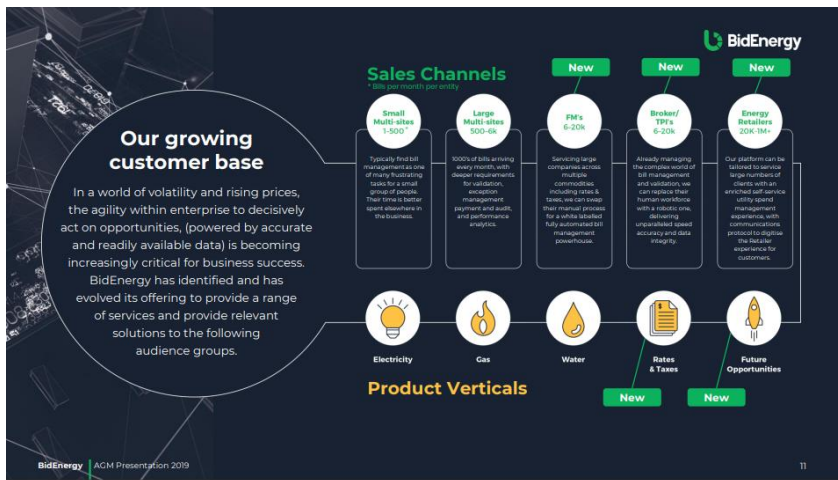 BidEnergy
Our growing
customer base
In a world of volatility and rising prices,
the agility within enterprise to decisively
act on opportunities, (powered by accurate
and readily available data) is becoming
increasingly critical for business success.
BidEnergy has identified and has
evolved its offering to provide a range
of services and provide relevant
solutions to the following
audience groups.
Sales Channels
* Bills per month per entity
Small
Multi-sites
1-500 *
Typically find bill
management as one
of many frustrating
tasks for a small
group of people.
Their time is better
spent elsewhere in
the business.
Large
Multi-sites
500-6k
1000's of bills arriving
every month, with
deeper requirements
for validation,
exception
management
payment and audit,
and performance
analytics.
New
FM's
6-20k
Servicing large
companies across
multiple
commodities
including rates &
taxes, we can swap
their manual process
for a white labelled
fully automated bill
management
powerhouse.
New
Broker/
TPI's
6-20k
Already managing
the complex world of
bill management
and validation, we
can replace their
human workforce
with a robotic one,
delivering
unparalleled speed
accuracy and data
integrity.
New
Energy
Retailers
20K-1M+
Our platform can be
tailored to service
large numbers of
clients with an
enriched self-service
utility spend
management
experience, with
communications
protocol to digitise
the Retailer
experience for
customers.
Electricity
Gas
Water
Rates
& Taxes
New
Future
Opportunities
New
Product Verticals
BidEnergy AGM Presentation 2019
11